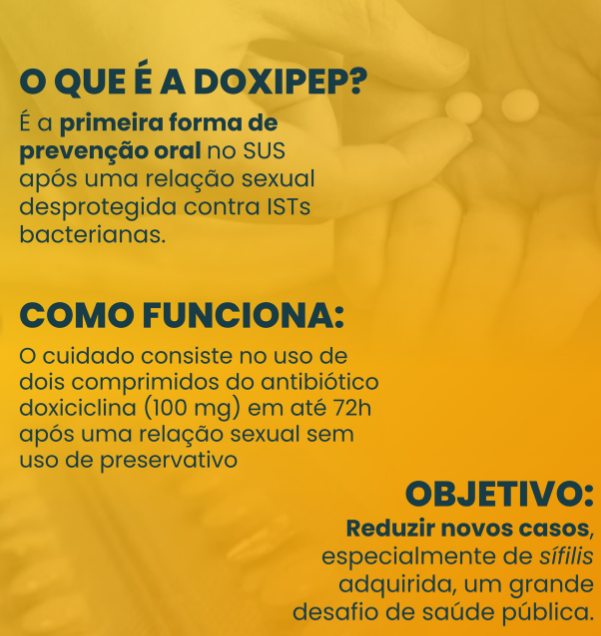 O QUE É A DOXIPEP?
É a primeira forma de
prevenção oral no SUS
após uma relação sexual
desprotegida contra ISTs
bacterianas.
COMO FUNCIONA:
O cuidado consiste no uso de
dois comprimidos do antibiótico
doxiciclina (100 mg) em até 72h
após uma relação sexual sem
uso de preservativo
OBJETIVO:
Reduzir novos casos,
especialmente de sífilis
adquirida, um grande
desafio de saúde pública.